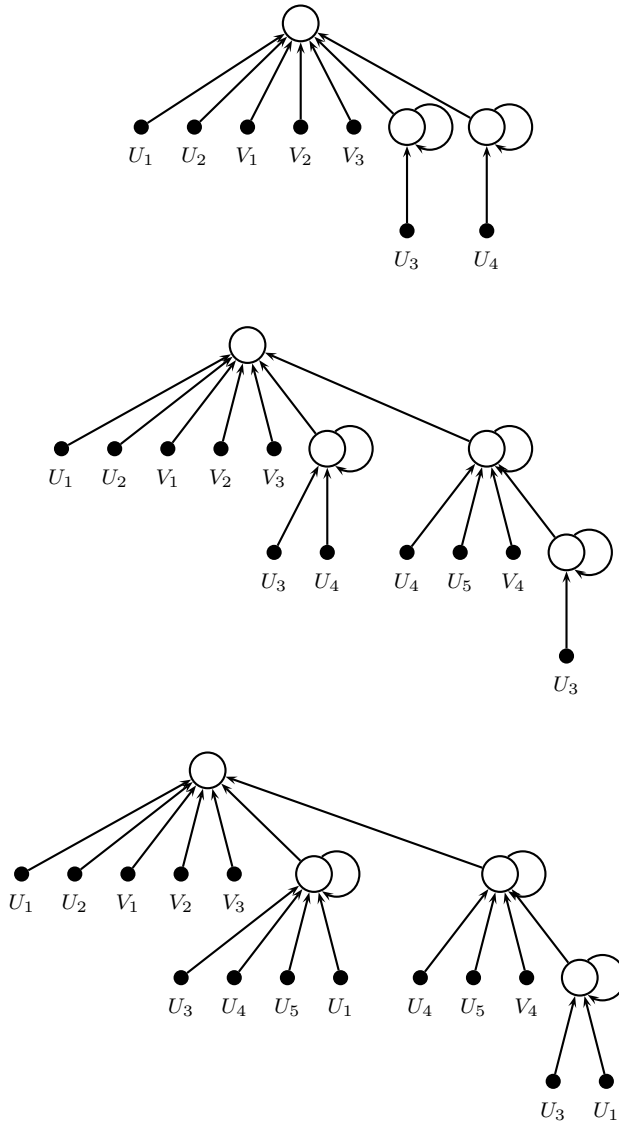 U₁ U₂ V₁ V₂ V₃
U₃ U₄
U₁ U₂ V₁ V₂ V₃
U₃ U₄ U₄ U₅ V₄
U₃
U₁ U₂ V₁ V₂ V₃
U₃ U₄ U₅ U₁ U₄ U₅ V₄
U₃ U₁